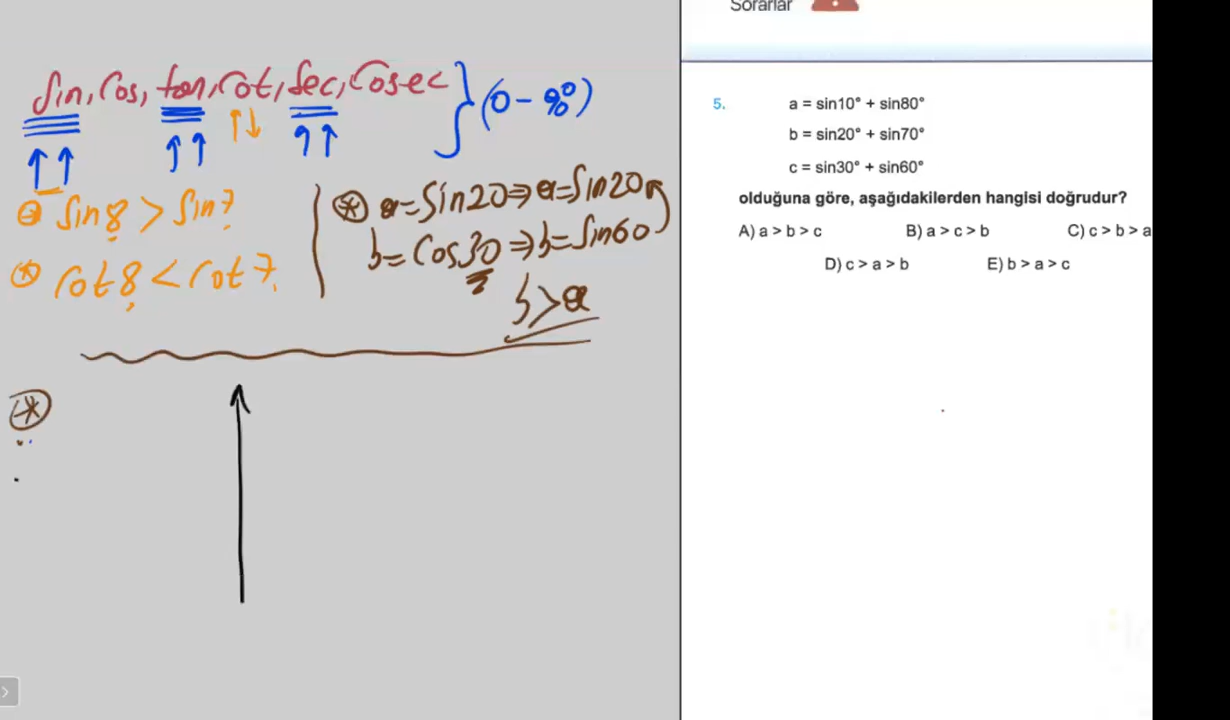 Sorarlar
sin, cos, tan, cot, sec, cosec } (0 - 90°)
sin8 > sin7
cot8 < cot7
a = sin20 ⇒ a = sin20
b = cos30 ⇒ b = sin60
b > a
5. a = sin10° + sin80°
b = sin20° + sin70°
c = sin30° + sin60°
olduğuna göre, aşağıdakilerden hangisi doğrudur?
A) a > b > c B) a > c > b C) c > b > a
D) c > a > b E) b > a > c